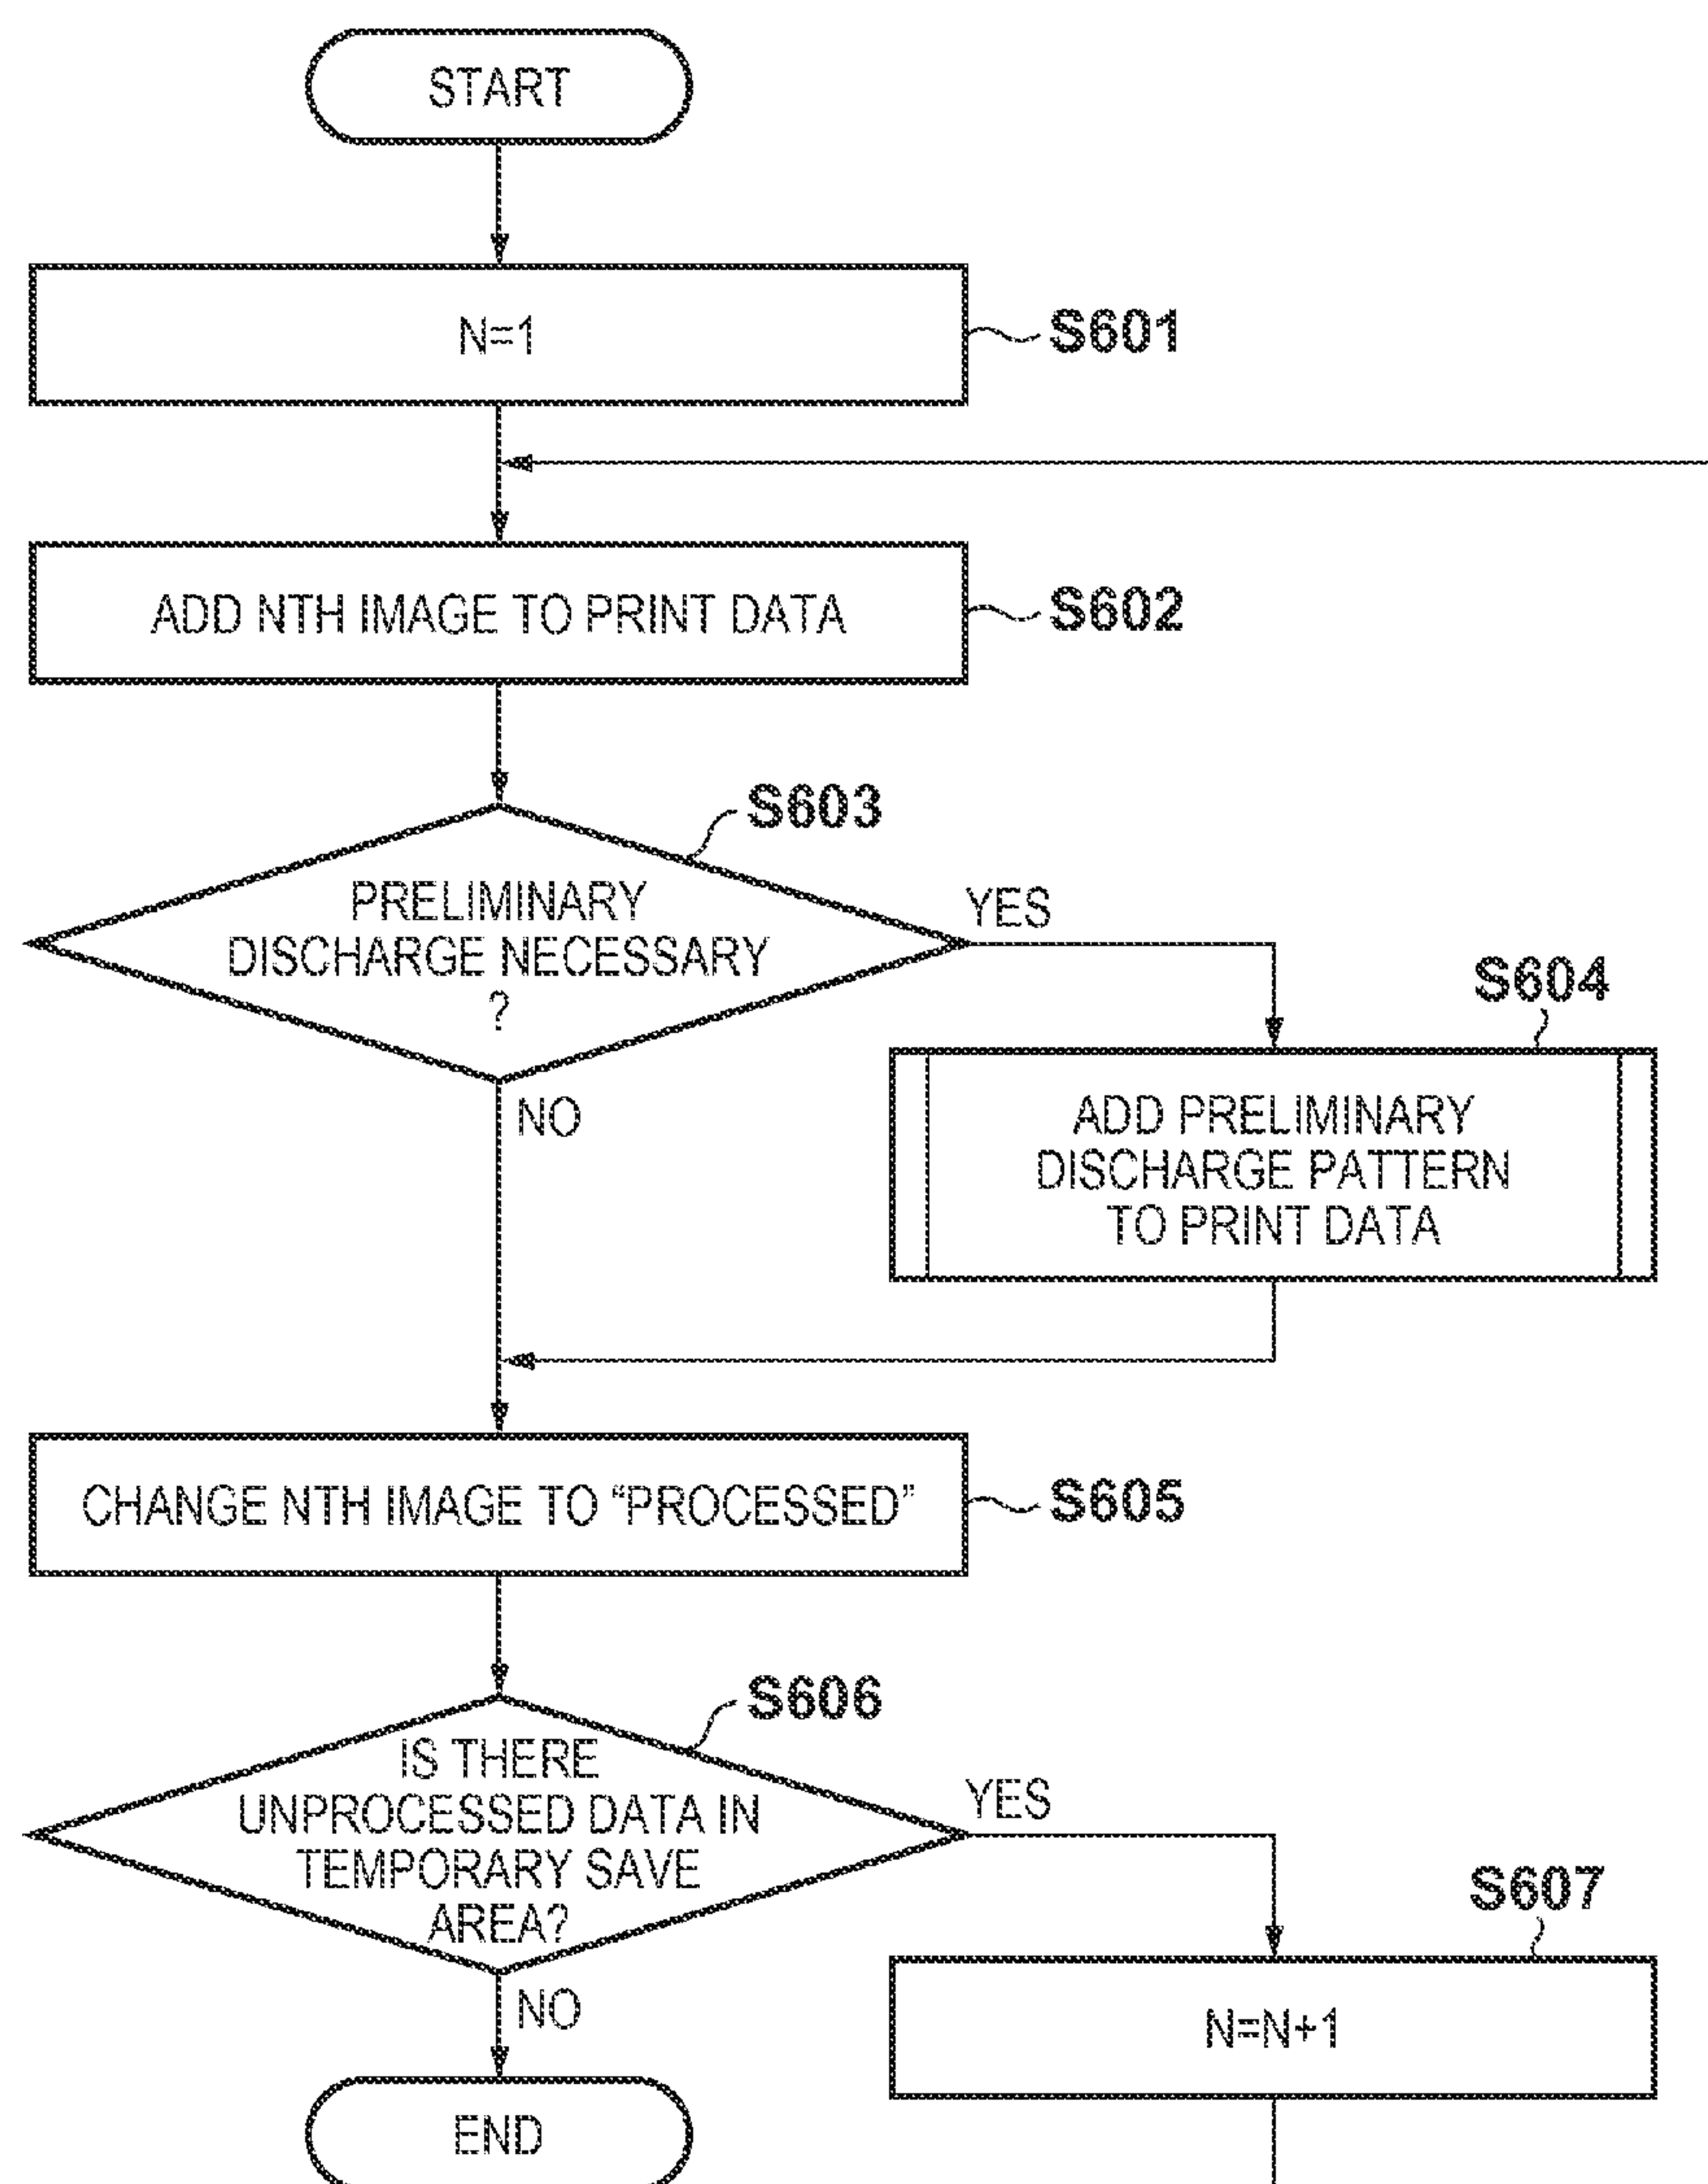 START
N=1
S601
ADD NTH IMAGE TO PRINT DATA
S602
S603
PRELIMINARY
DISCHARGE NECESSARY
?
YES
NO
S604
ADD PRELIMINARY
DISCHARGE PATTERN
TO PRINT DATA
CHANGE NTH IMAGE TO “PROCESSED”
S605
S606
IS THERE
UNPROCESSED DATA IN
TEMPORARY SAVE
AREA?
YES
NO
S607
N=N+1
END